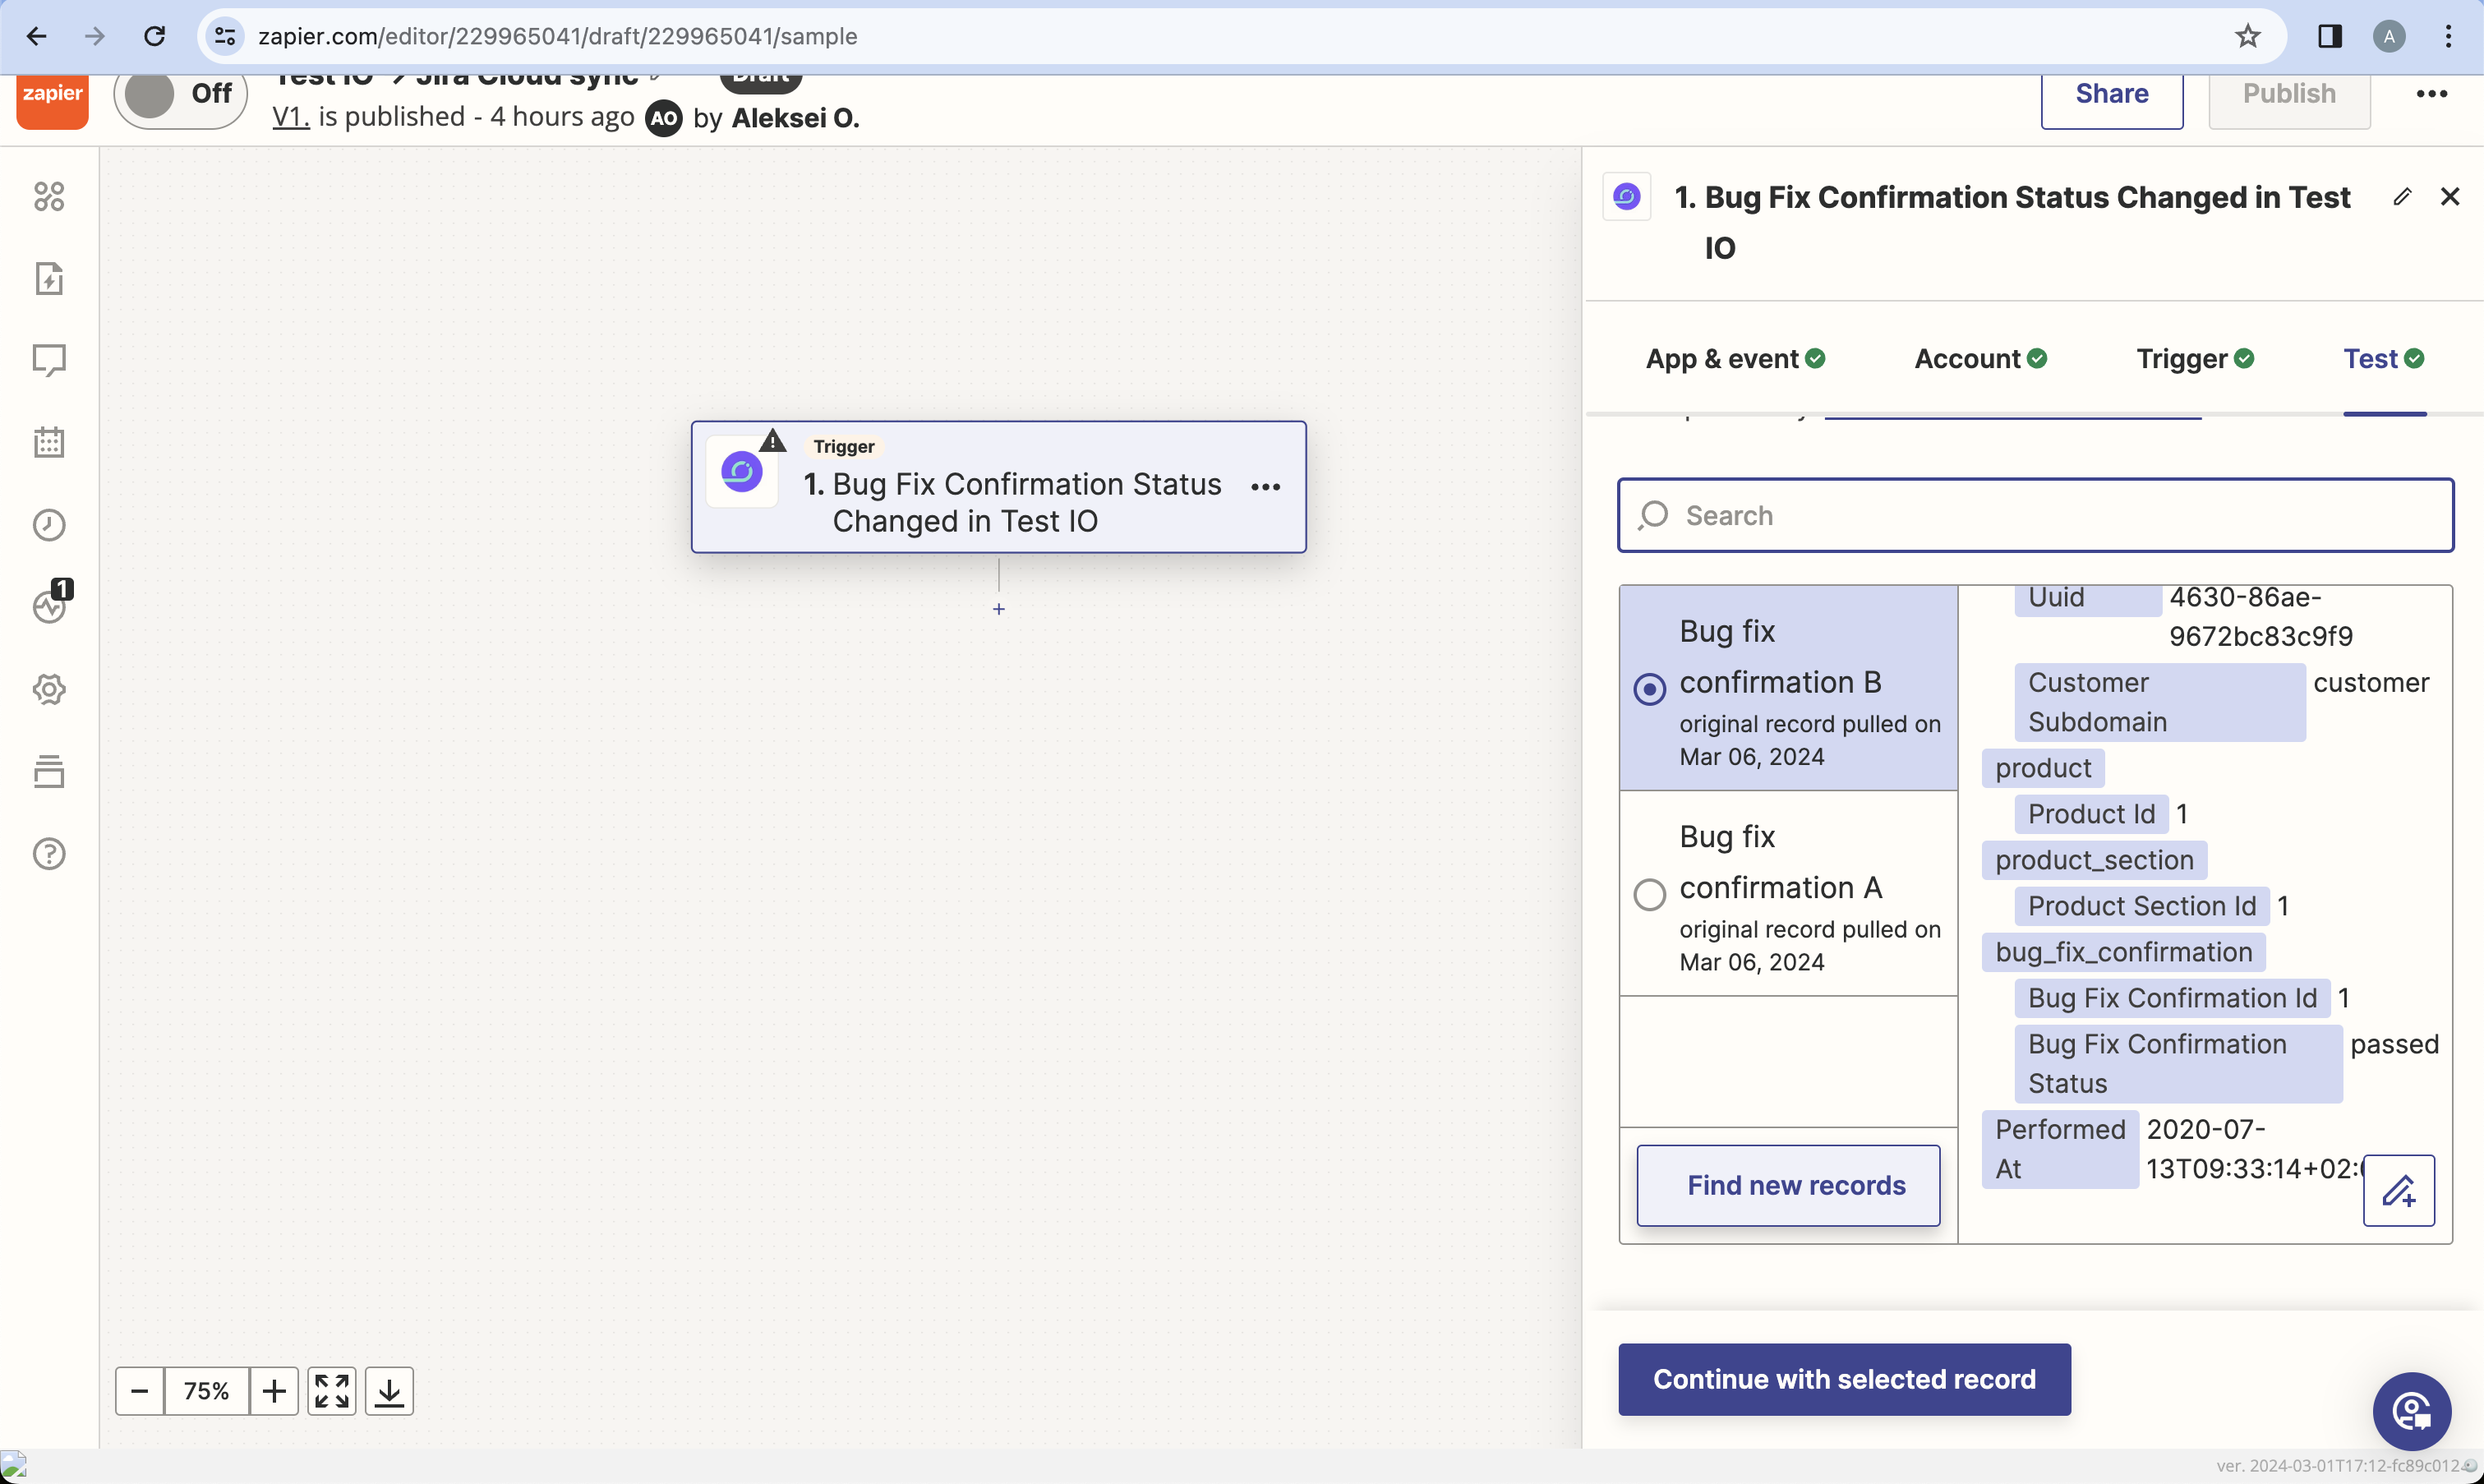 zapier.com/editor/229965041/draft/229965041/sample
A
zapier
Off
Test IO -> Jira Cloud sync
Draft
V1. is published - 4 hours ago AO by Aleksei O.
Share
Publish
1
Trigger
1. Bug Fix Confirmation Status
Changed in Test IO
1. Bug Fix Confirmation Status Changed in Test
IO
App & event
Account
Trigger
Test
Search
Bug fix
confirmation B
original record pulled on
Mar 06, 2024
Bug fix
confirmation A
original record pulled on
Mar 06, 2024
Find new records
Uuid 4630-86ae-
9672bc83c9f9
Customer customer
Subdomain
product
Product Id 1
product_section
Product Section Id 1
bug_fix_confirmation
Bug Fix Confirmation Id 1
Bug Fix Confirmation passed
Status
Performed 2020-07-
At 13T09:33:14+02:
Continue with selected record
75%
ver. 2024-03-01T17:12-fc89c012